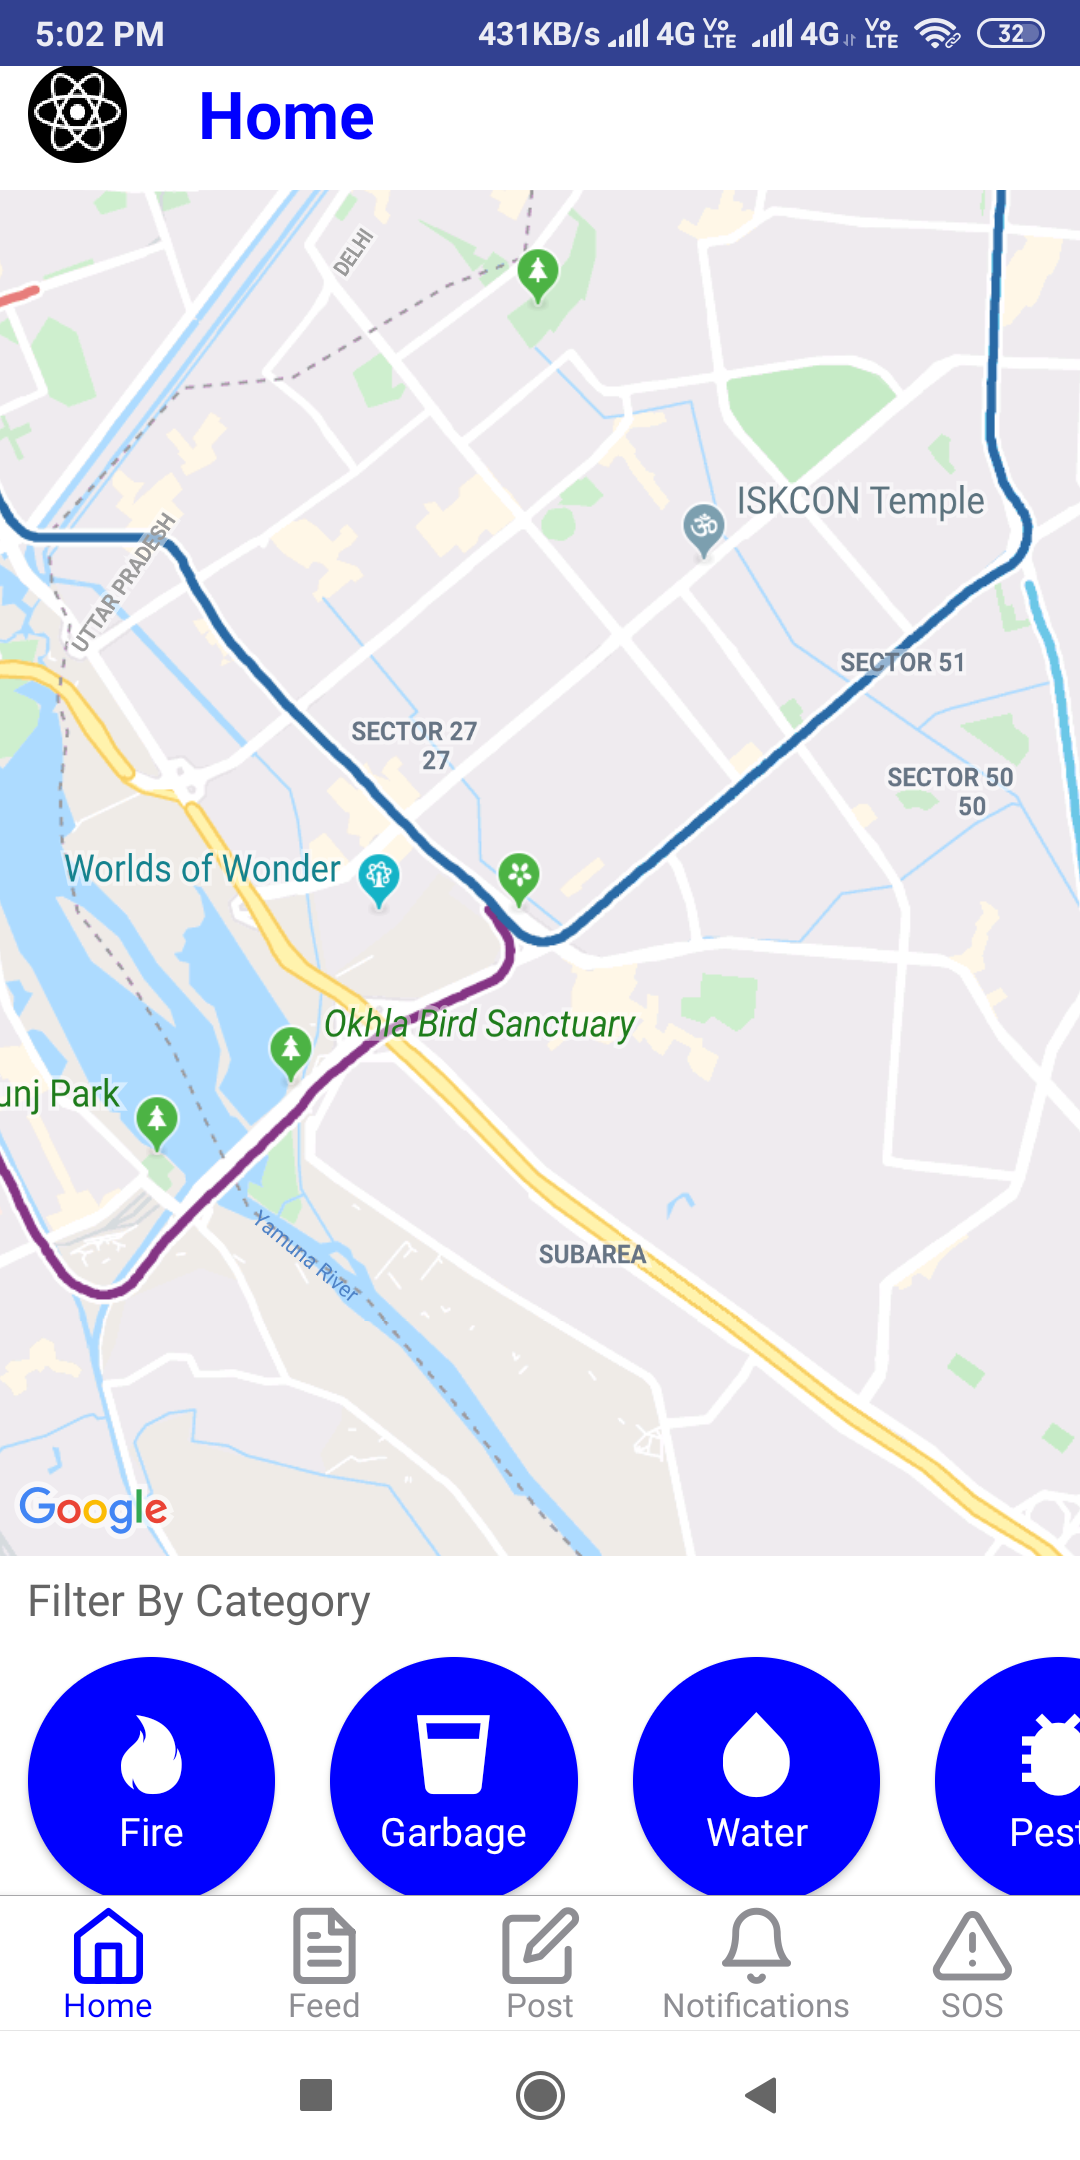 5:02 PM
431KB/s 4G Vo LTE 4G Vo LTE 32
Home
DELHI
ISKCON Temple
UTTAR PRADESH
SECTOR 51
SECTOR 27
27
SECTOR 50
50
Worlds of Wonder
Okhla Bird Sanctuary
unj Park
Yamuna River
SUBAREA
Google
Filter By Category
Fire
Garbage
Water
Pest
Home
Feed
Post
Notifications
SOS